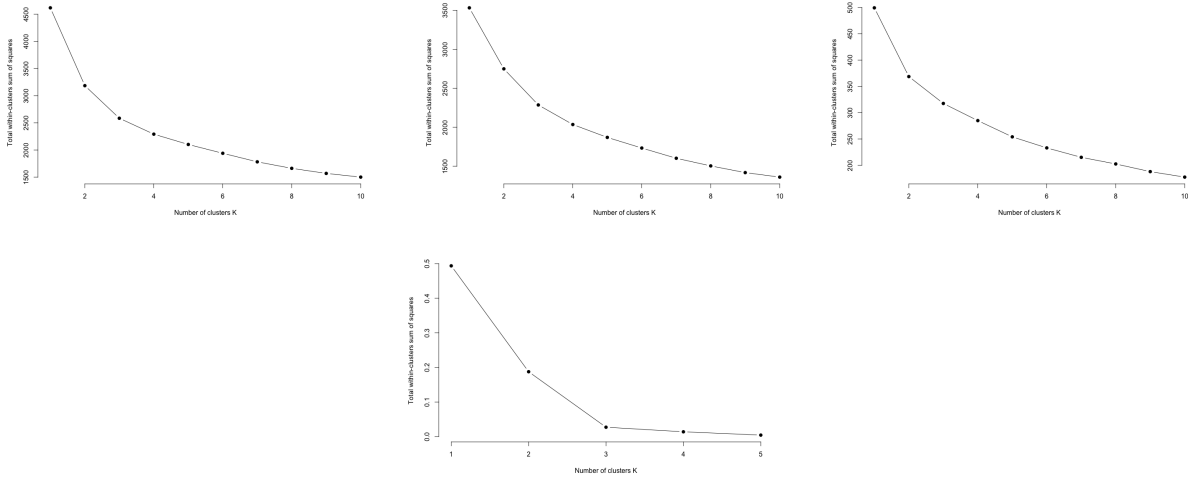 4500
4000
3500
3000
2500
2000
1500
Total within-clusters sum of squares
2 4 6 8 10
Number of clusters K
3500
3000
2500
2000
1500
Total within-clusters sum of squares
2 4 6 8 10
Number of clusters K
500
450
400
350
300
250
200
Total within-clusters sum of squares
2 4 6 8 10
Number of clusters K
0.5
0.4
0.3
0.2
0.1
0.0
Total within-clusters sum of squares
1 2 3 4 5
Number of clusters K